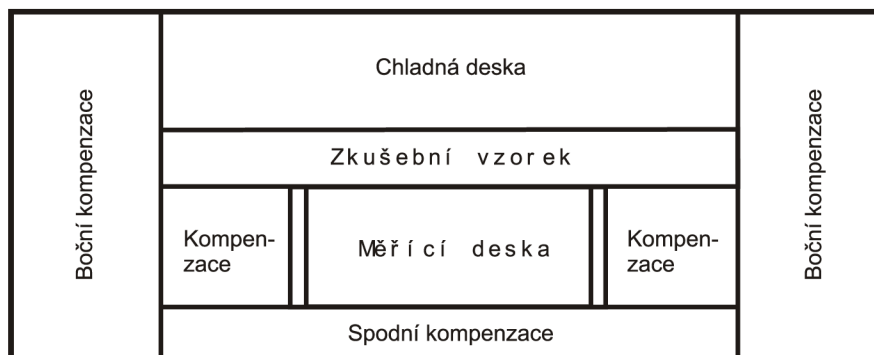 Chladná deska
Zkušební vzorek
Boční kompenzace
Kompen-
zace
Měřící deska
Kompen-
zace
Boční kompenzace
Spodní kompenzace